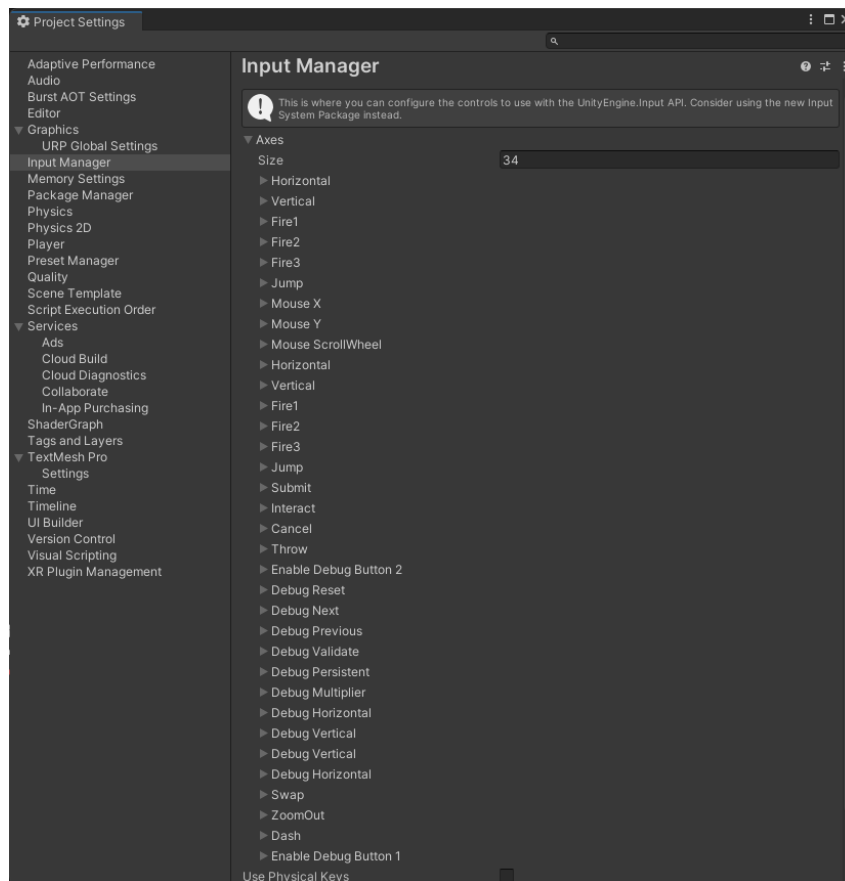 Project Settings
Adaptive Performance
Audio
Burst AOT Settings
Editor
Graphics
URP Global Settings
Input Manager
Memory Settings
Package Manager
Physics
Physics 2D
Player
Preset Manager
Quality
Scene Template
Script Execution Order
Services
Ads
Cloud Build
Cloud Diagnostics
Collaborate
In-App Purchasing
ShaderGraph
Tags and Layers
TextMesh Pro
Settings
Time
Timeline
UI Builder
Version Control
Visual Scripting
XR Plugin Management
Input Manager
This is where you can configure the controls to use with the UnityEngine.Input API. Consider using the new Input
System Package instead.
Axes
Size 34
Horizontal
Vertical
Fire1
Fire2
Fire3
Jump
Mouse X
Mouse Y
Mouse ScrollWheel
Horizontal
Vertical
Fire1
Fire2
Fire3
Jump
Submit
Interact
Cancel
Throw
Enable Debug Button 2
Debug Reset
Debug Next
Debug Previous
Debug Validate
Debug Persistent
Debug Multiplier
Debug Horizontal
Debug Vertical
Debug Vertical
Debug Horizontal
Swap
ZoomOut
Dash
Enable Debug Button 1
Use Physical Keys